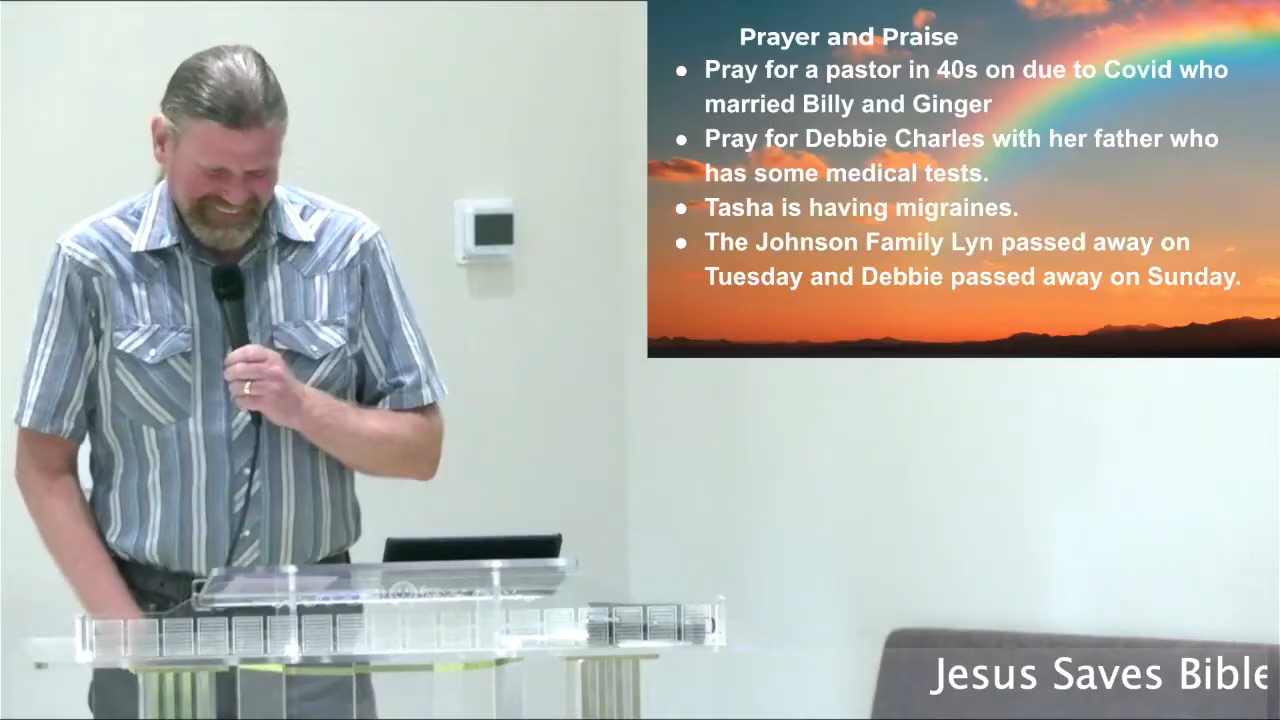 Prayer and Praise
● Pray for a pastor in 40s on due to Covid who
married Billy and Ginger
● Pray for Debbie Charles with her father who
has some medical tests.
● Tasha is having migraines.
● The Johnson Family Lyn passed away on
Tuesday and Debbie passed away on Sunday.
Jesus Saves Bible